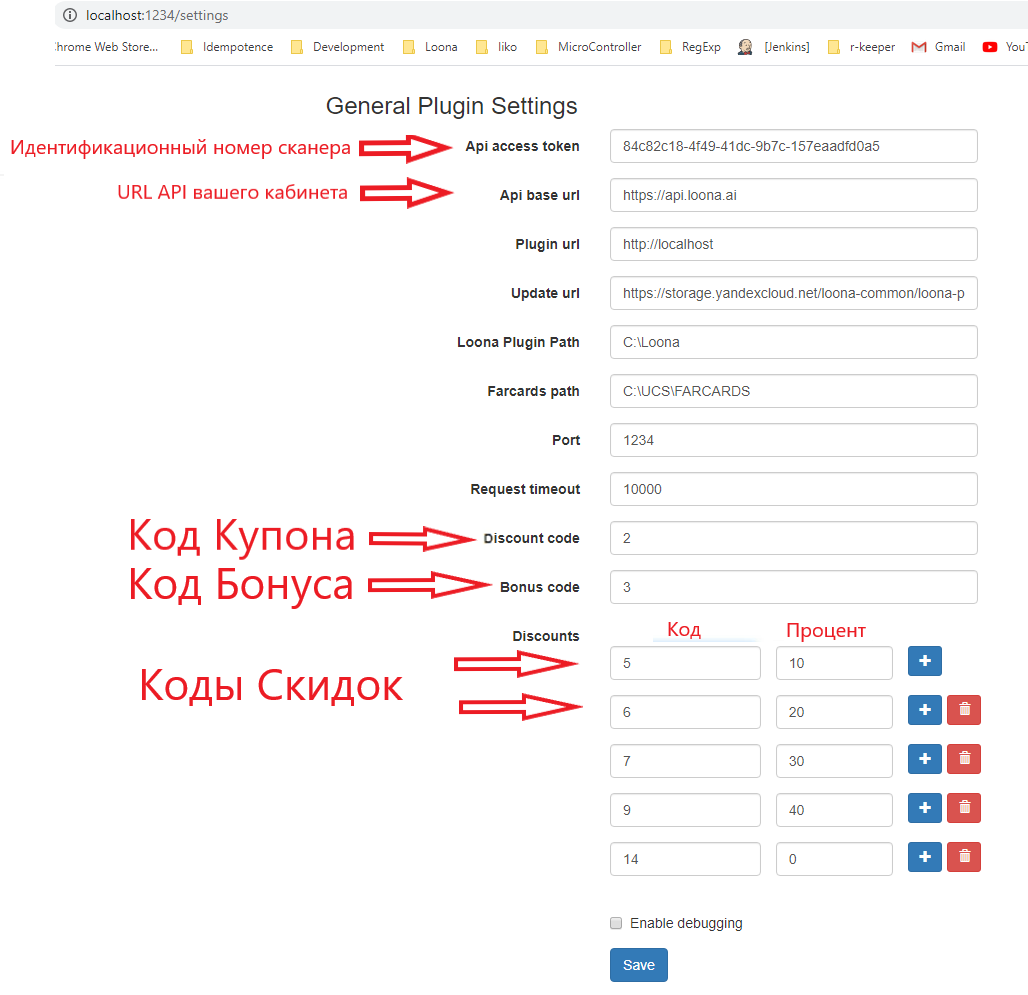 localhost:1234/settings
Chrome Web Store... Idempotence Development Loona Iiko MicroController RegExp [Jenkins] r-keeper Gmail YouT
General Plugin Settings
Идентификационный номер сканера Api access token 84c82c18-4f49-41dc-9b7c-157eaadfd0a5
URL API вашего кабинета Api base url https://api.loona.ai
Plugin url http://localhost
Update url https://storage.yandexcloud.net/loona-common/loona-p
Loona Plugin Path C:\Loona
Farcards path C:\UCS\FARCARDS
Port 1234
Request timeout 10000
Код Купона Discount code 2
Код Бонуса Bonus code 3
Discounts Код Процент
5 10
Коды Скидок
6 20
7 30
9 40
14 0
Enable debugging
Save